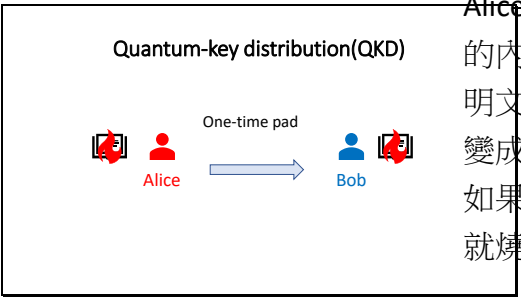 Quantum-key distribution(QKD)
One-time pad
Alice
Bob
Alice
的內
明文
變成
如果
就燒